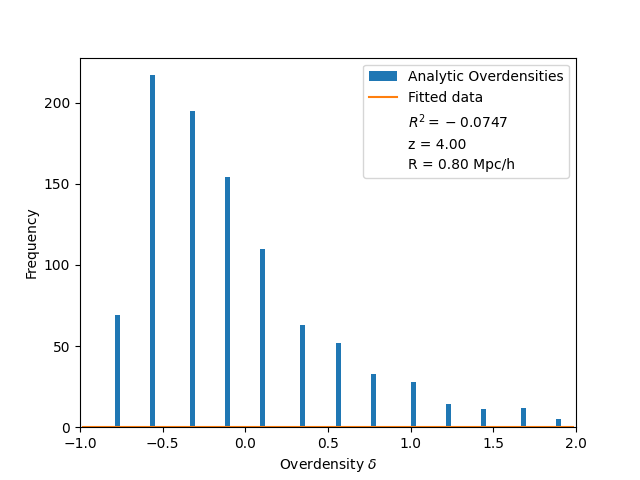 Analytic Overdensities
Fitted data
R² = − 0.0747
z = 4.00
R = 0.80 Mpc/h
200
150
100
50
0
Frequency
−1.0 −0.5 0.0 0.5 1.0 1.5 2.0
Overdensity δ